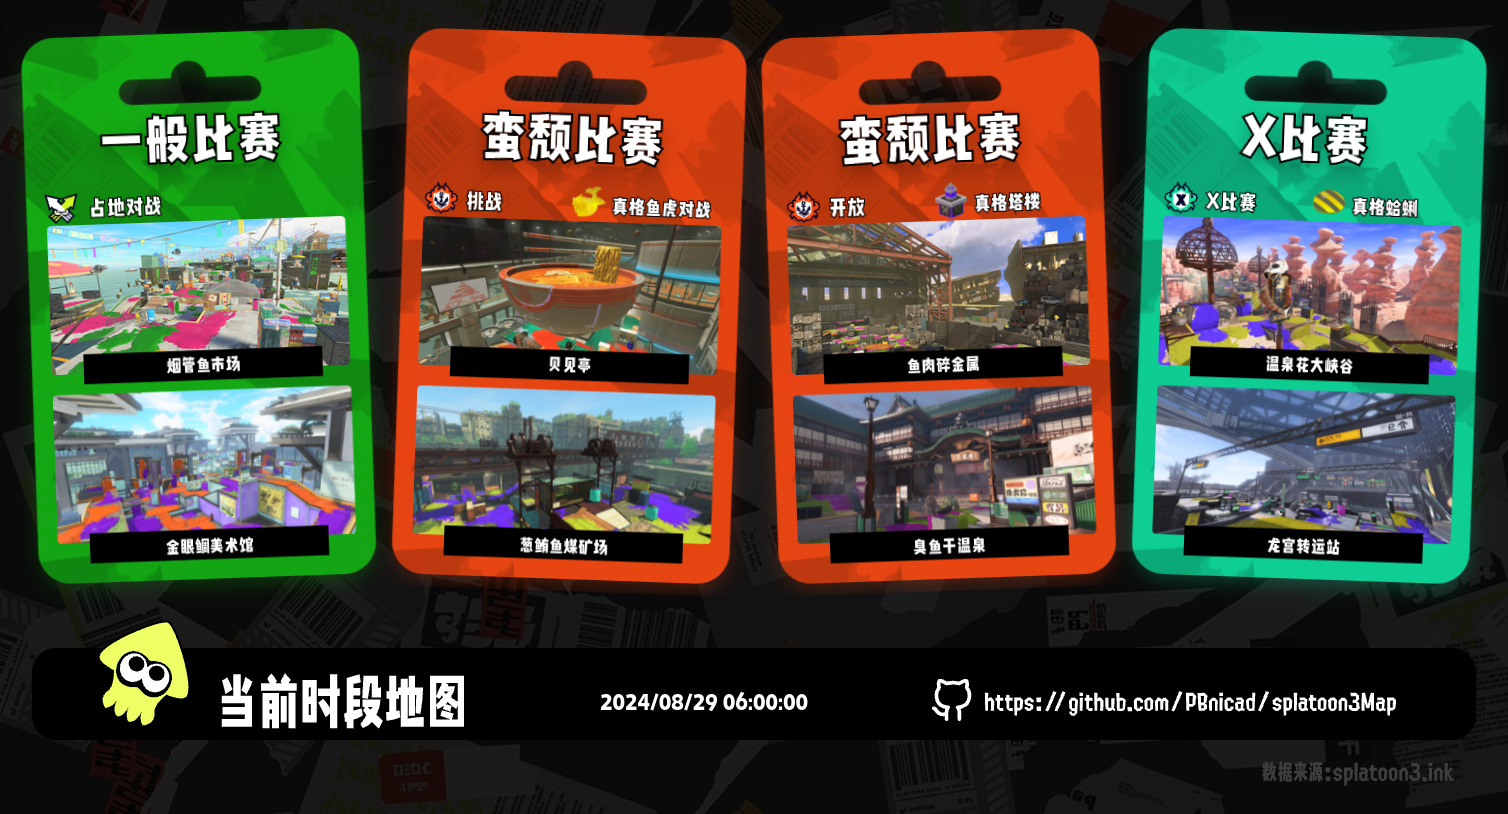 一般比赛
占地对战
烟管鱼市场
金眼鲷美术馆
蛮颓比赛
挑战
真格鱼虎对战
贝见亭
葱鲔鱼煤矿场
蛮颓比赛
开放
真格塔楼
鱼肉碎金属
臭鱼干温泉
X比赛
X比赛
真格蛤蜊
温泉花大峡谷
龙宫转运站
当前时段地图
2024/08/29 06:00:00
https://github.com/PBnicad/splatoon3Map
数据来源:splatoon3.ink